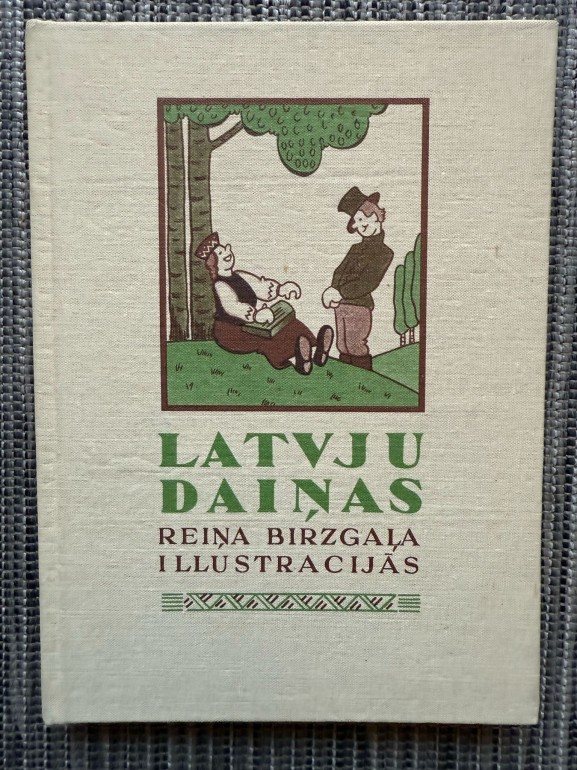 LATVJU
DAIŅAS
REIŅA BIRZGAĻA
ILLUSTRACIJĀS